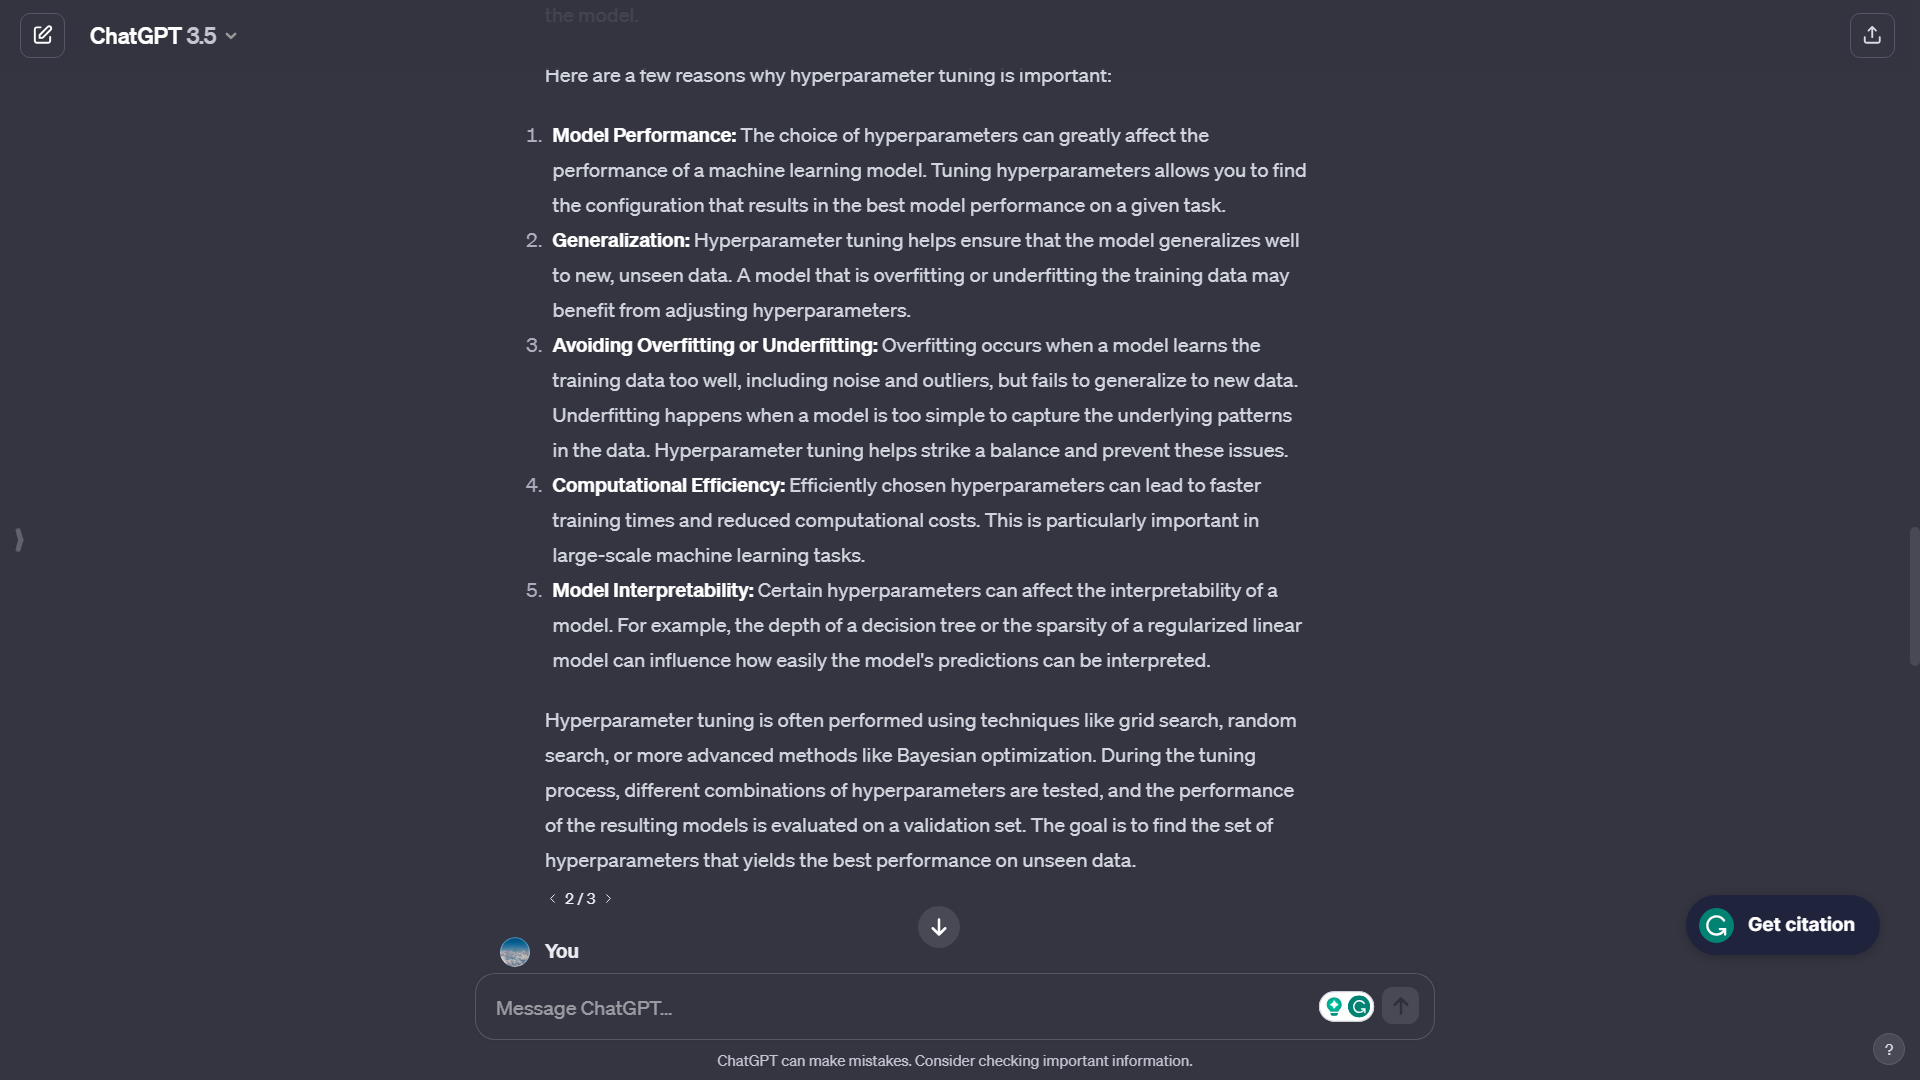 the model.
ChatGPT 3.5
Here are a few reasons why hyperparameter tuning is important:
1. Model Performance: The choice of hyperparameters can greatly affect the
performance of a machine learning model. Tuning hyperparameters allows you to find
the configuration that results in the best model performance on a given task.
2. Generalization: Hyperparameter tuning helps ensure that the model generalizes well
to new, unseen data. A model that is overfitting or underfitting the training data may
benefit from adjusting hyperparameters.
3. Avoiding Overfitting or Underfitting: Overfitting occurs when a model learns the
training data too well, including noise and outliers, but fails to generalize to new data.
Underfitting happens when a model is too simple to capture the underlying patterns
in the data. Hyperparameter tuning helps strike a balance and prevent these issues.
4. Computational Efficiency: Efficiently chosen hyperparameters can lead to faster
training times and reduced computational costs. This is particularly important in
large-scale machine learning tasks.
5. Model Interpretability: Certain hyperparameters can affect the interpretability of a
model. For example, the depth of a decision tree or the sparsity of a regularized linear
model can influence how easily the model's predictions can be interpreted.
Hyperparameter tuning is often performed using techniques like grid search, random
search, or more advanced methods like Bayesian optimization. During the tuning
process, different combinations of hyperparameters are tested, and the performance
of the resulting models is evaluated on a validation set. The goal is to find the set of
hyperparameters that yields the best performance on unseen data.
< 2 / 3 >
Get citation
You
Message ChatGPT...
ChatGPT can make mistakes. Consider checking important information.
?